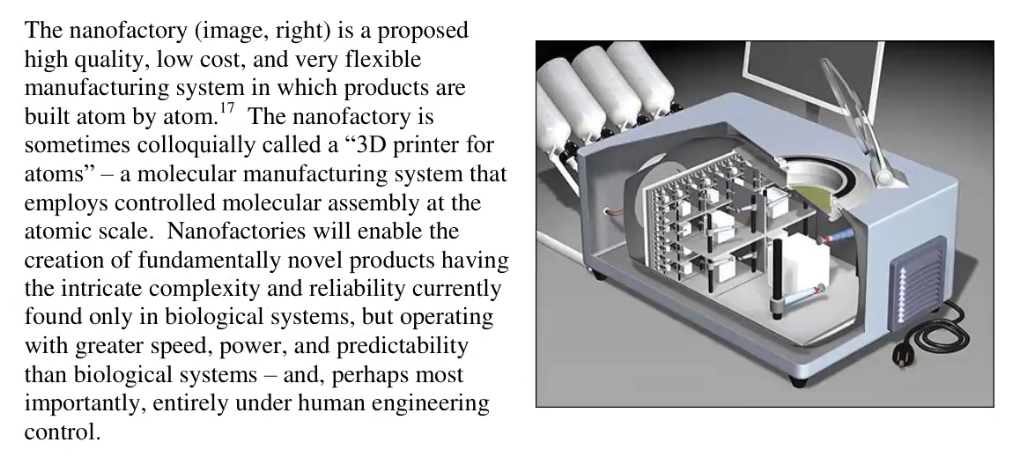 The nanofactory (image, right) is a proposed
high quality, low cost, and very flexible
manufacturing system in which products are
built atom by atom.17 The nanofactory is
sometimes colloquially called a “3D printer for
atoms” – a molecular manufacturing system that
employs controlled molecular assembly at the
atomic scale. Nanofactories will enable the
creation of fundamentally novel products having
the intricate complexity and reliability currently
found only in biological systems, but operating
with greater speed, power, and predictability
than biological systems – and, perhaps most
importantly, entirely under human engineering
control.